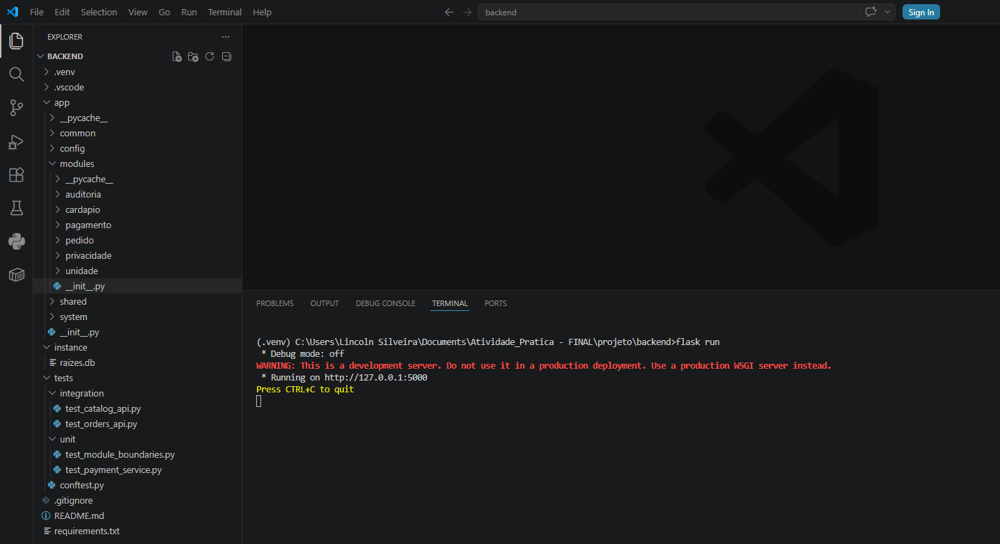 File Edit Selection View Go Run Terminal Help
backend
Sign In
EXPLORER
BACKEND
.venv
.vscode
app
__pycache__
common
config
modules
__pycache__
auditoria
cardapio
pagamento
pedido
privacidade
unidade
__init__.py
shared
system
__init__.py
instance
raizes.db
tests
integration
test_catalog_api.py
test_orders_api.py
unit
test_module_boundaries.py
test_payment_service.py
conftest.py
.gitignore
README.md
requirements.txt
PROBLEMS OUTPUT DEBUG CONSOLE TERMINAL PORTS
(.venv) C:\Users\Lincoln Silveira\Documents\Atividade_Pratica - FINAL\projeto\backend>flask run
* Debug mode: off
WARNING: This is a development server. Do not use it in a production deployment. Use a production WSGI server instead.
* Running on http://127.0.0.1:5000
Press CTRL+C to quit